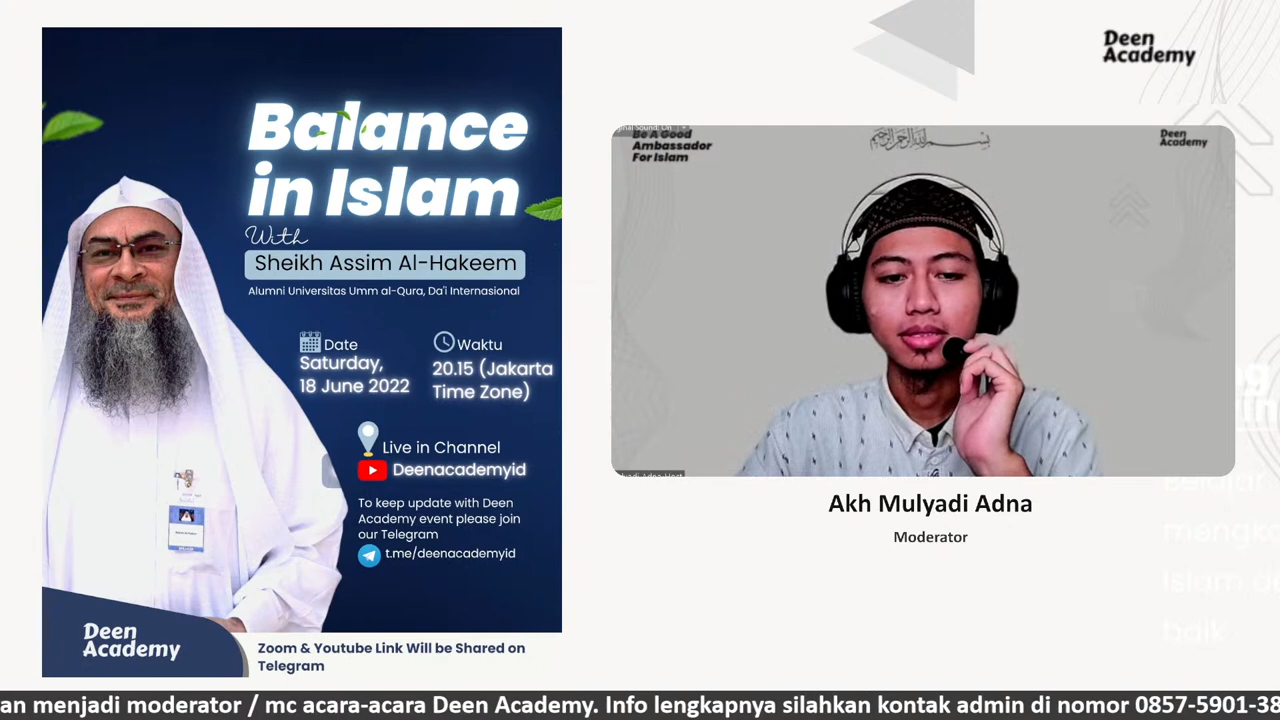 Balance
in Islam
With
Sheikh Assim Al-Hakeem
Alumni Universitas Umm al-Qura, Da'i Internasional
Date
Saturday,
18 June 2022
Waktu
20.15 (Jakarta
Time Zone)
Live in Channel
Deenacademyid
To keep update with Deen
Academy event please join
our Telegram
t.me/deenacademyid
Deen
Academy
Zoom & Youtube Link Will be Shared on
Telegram
Deen
Academy
Be A Good
Ambassador
For Islam
Deen
Academy
Akh Mulyadi Adna
Moderator
mengka
Islam da
baik
an menjadi moderator / mc acara-acara Deen Academy. Info lengkapnya silahkan kontak admin di nomor 0857-5901-38